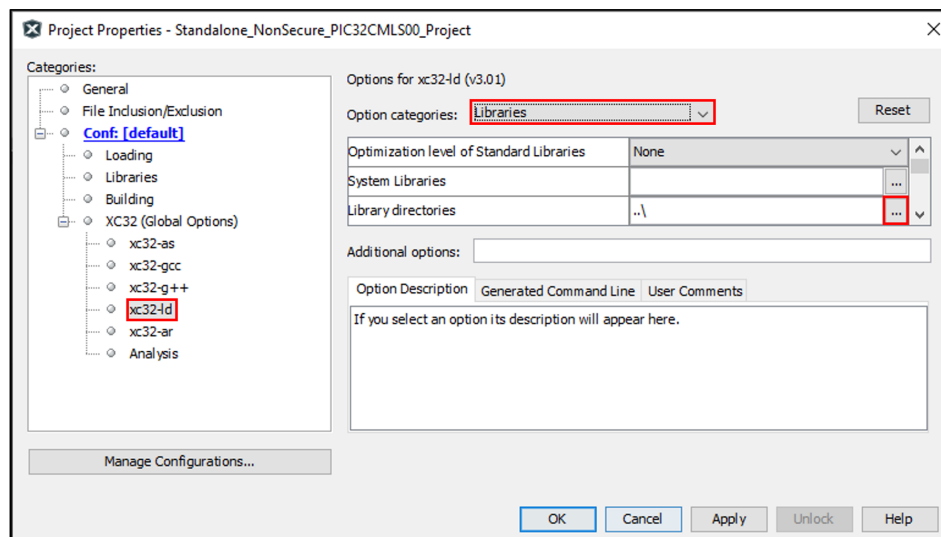 Project Properties - Standalone_NonSecure_PIC32CMLS00_Project
Categories:
General
File Inclusion/Exclusion
Conf: [default]
Loading
Libraries
Building
XC32 (Global Options)
xc32-as
xc32-gcc
xc32-g++
xc32-ld
xc32-ar
Analysis
Manage Configurations...
Options for xc32-ld (v3.01)
Option categories: Libraries Reset
Optimization level of Standard Libraries None
System Libraries ...
Library directories ..\ ...
Additional options:
Option Description Generated Command Line User Comments
If you select an option its description will appear here.
OK Cancel Apply Unlock Help